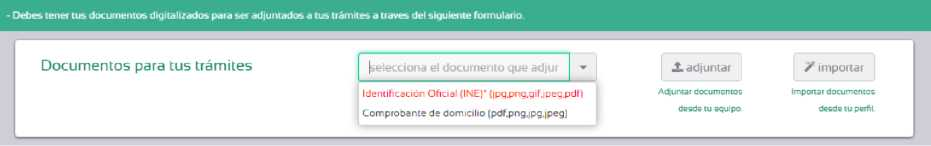 - Debes tener tus documentos digitalizados para ser adjuntados a tus trámites a traves del siguiente formulario.
Documentos para tus trámites
selecciona el documento que adjur
adjuntar
importar
Identificación Oficial (INE)* (jpg,png,gif,jpeg,pdf)
Comprobante de domicilio (pdf,png,jpg,jpeg)
Adjuntar documentos
desde tu equipo.
Importar documentos
desde tu perfil.